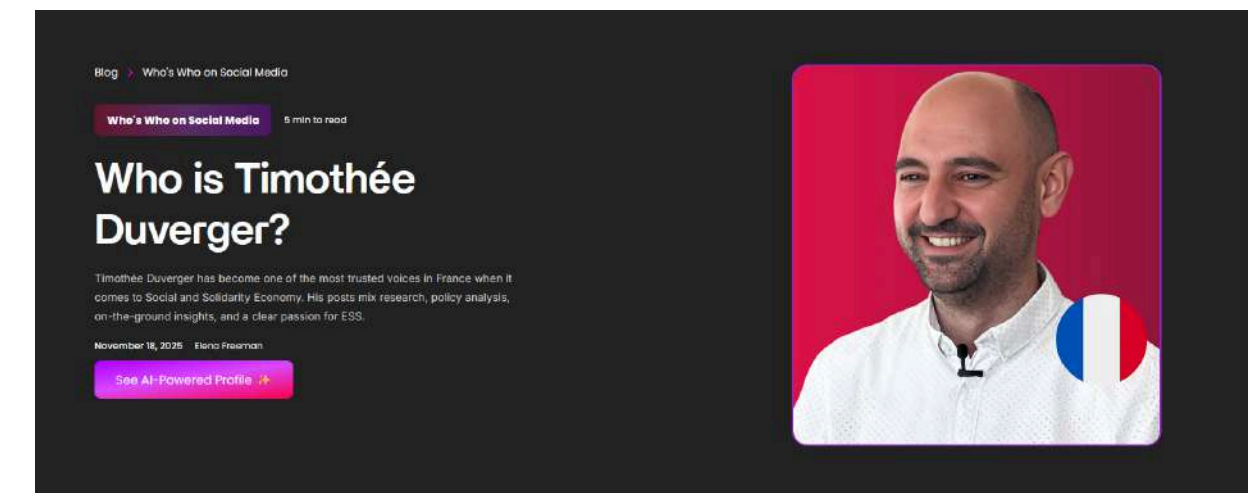 Blog > Who's Who on Social Media
Who's Who on Social Media 5 min to read
Who is Timothée
Duverger?
Timothée Duverger has become one of the most trusted voices in France when it
comes to Social and Solidarity Economy. His posts mix research, policy analysis,
on-the-ground insights, and a clear passion for ESS.
November 18, 2025 Elena Freeman
See AI-Powered Profile ✨